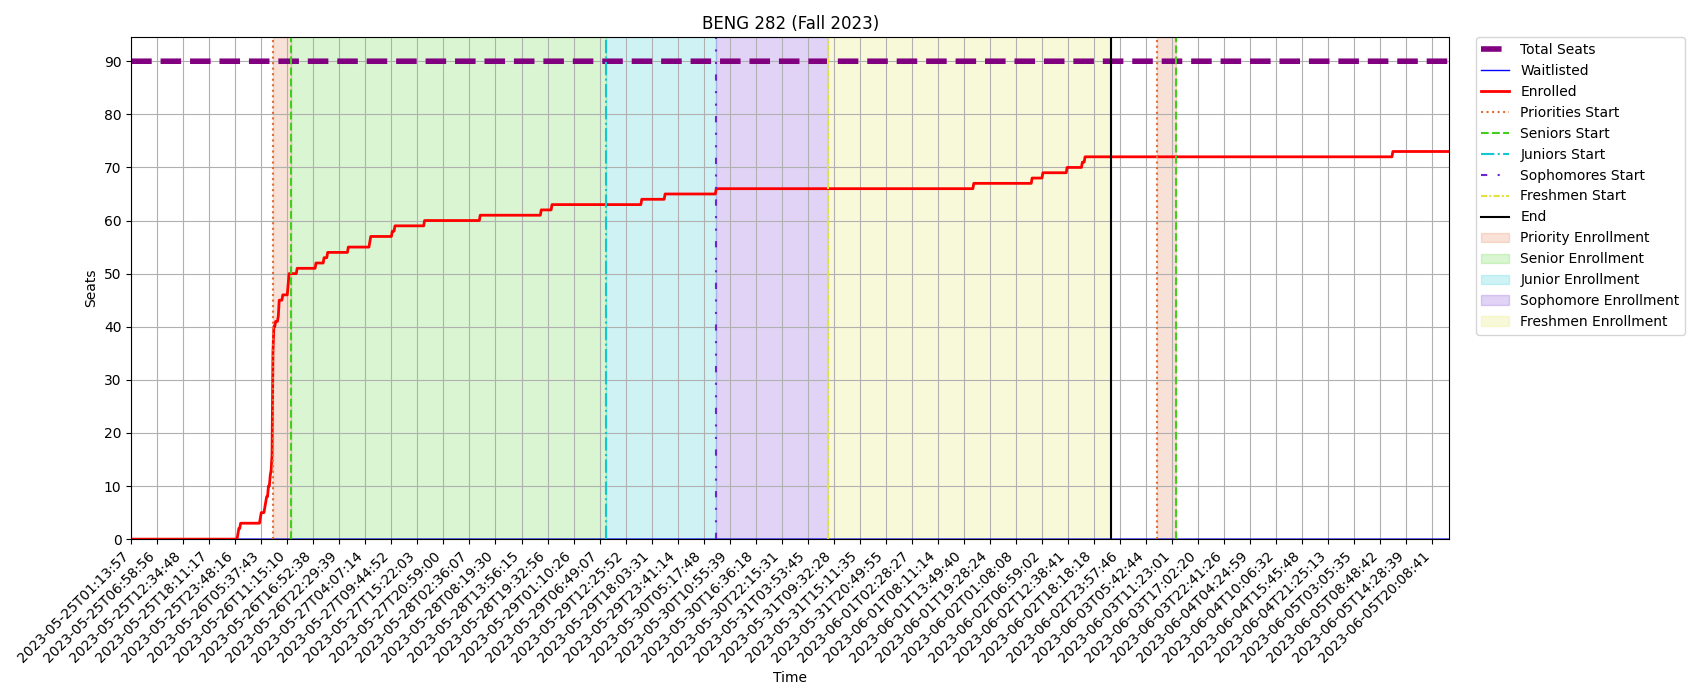 BENG 282 (Fall 2023)
Seats
90
80
70
60
50
40
30
20
10
0
2023-05-25T01:13:57
2023-05-25T06:58:56
2023-05-25T12:34:48
2023-05-25T18:11:17
2023-05-25T23:48:16
2023-05-26T05:37:43
2023-05-26T11:15:10
2023-05-26T16:52:38
2023-05-26T22:29:39
2023-05-27T04:07:14
2023-05-27T09:44:52
2023-05-27T15:22:03
2023-05-27T20:59:00
2023-05-28T02:36:07
2023-05-28T08:19:30
2023-05-28T13:56:15
2023-05-28T19:32:56
2023-05-29T01:10:26
2023-05-29T06:49:07
2023-05-29T12:25:52
2023-05-29T18:03:31
2023-05-29T23:41:14
2023-05-30T05:17:48
2023-05-30T10:55:39
2023-05-30T16:36:18
2023-05-30T22:15:31
2023-05-31T03:53:45
2023-05-31T09:32:28
2023-05-31T15:11:35
2023-05-31T20:49:55
2023-06-01T02:28:27
2023-06-01T08:11:14
2023-06-01T13:49:40
2023-06-01T19:28:24
2023-06-02T01:08:08
2023-06-02T06:59:02
2023-06-02T12:38:41
2023-06-02T18:18:18
2023-06-02T23:57:46
2023-06-03T05:42:44
2023-06-03T11:23:01
2023-06-03T17:02:20
2023-06-03T22:41:26
2023-06-04T04:24:59
2023-06-04T10:06:32
2023-06-04T15:45:48
2023-06-04T21:25:13
2023-06-05T03:05:35
2023-06-05T08:48:42
2023-06-05T14:28:39
2023-06-05T20:08:41
Time
Total Seats
Waitlisted
Enrolled
Priorities Start
Seniors Start
Juniors Start
Sophomores Start
Freshmen Start
End
Priority Enrollment
Senior Enrollment
Junior Enrollment
Sophomore Enrollment
Freshmen Enrollment